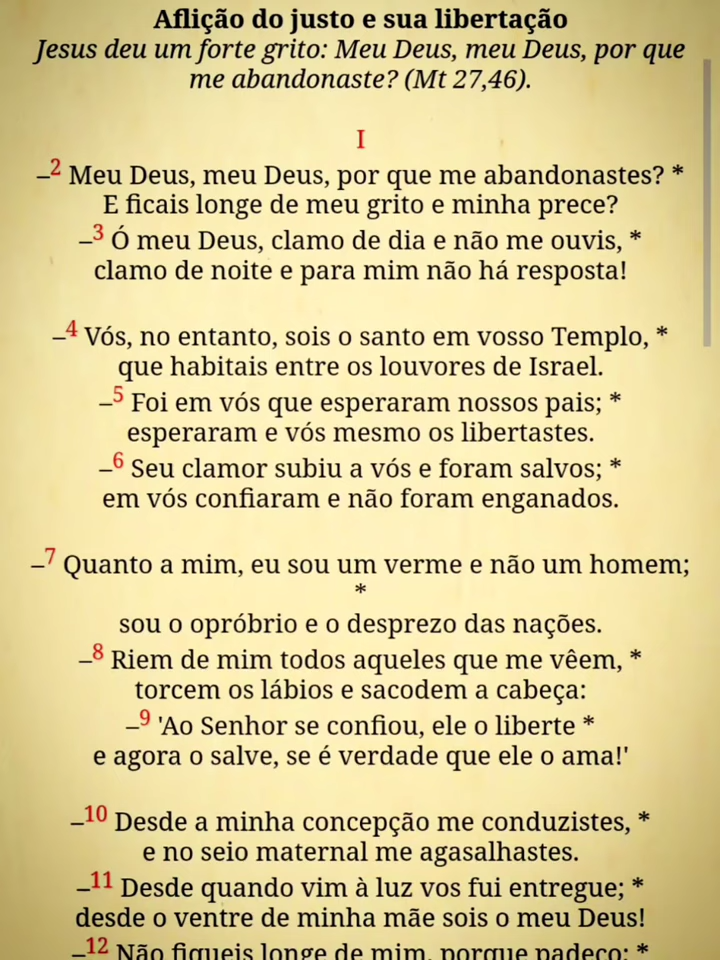 Aflição do justo e sua libertação
Jesus deu um forte grito: Meu Deus, meu Deus, por que
me abandonaste? (Mt 27,46).
I
–2 Meu Deus, meu Deus, por que me abandonastes? *
E ficais longe de meu grito e minha prece?
–3 Ó meu Deus, clamo de dia e não me ouvis, *
clamo de noite e para mim não há resposta!
–4 Vós, no entanto, sois o santo em vosso Templo, *
que habitais entre os louvores de Israel.
–5 Foi em vós que esperaram nossos pais; *
esperaram e vós mesmo os libertastes.
–6 Seu clamor subiu a vós e foram salvos; *
em vós confiaram e não foram enganados.
–7 Quanto a mim, eu sou um verme e não um homem;
*
sou o opróbrio e o desprezo das nações.
–8 Riem de mim todos aqueles que me vêem, *
torcem os lábios e sacodem a cabeça:
–9 'Ao Senhor se confiou, ele o liberte *
e agora o salve, se é verdade que ele o ama!'
–10 Desde a minha concepção me conduzistes, *
e no seio maternal me agasalhastes.
–11 Desde quando vim à luz vos fui entregue; *
desde o ventre de minha mãe sois o meu Deus!
–12 Não fiqueis longe de mim, porque padeço; *